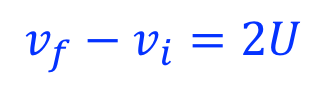 v_f − v_i = 2U